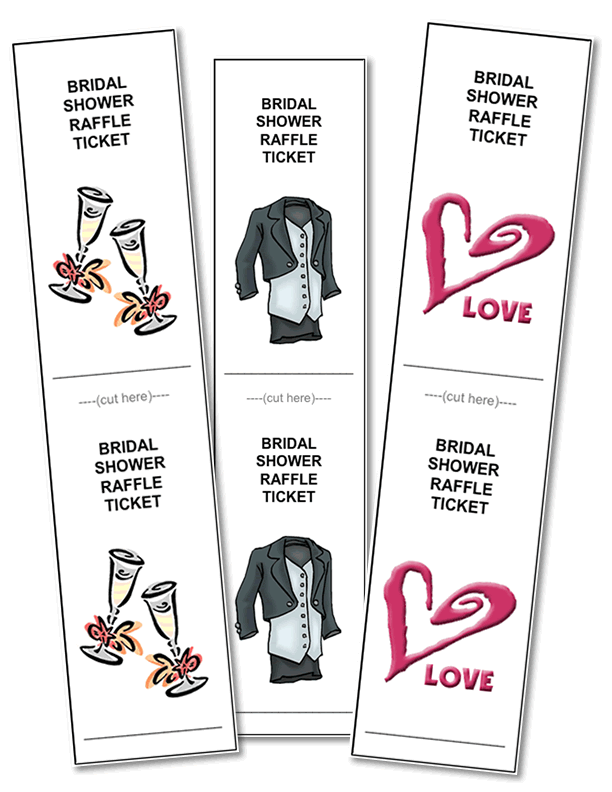 BRIDAL
SHOWER
RAFFLE
TICKET
----(cut here)----
BRIDAL
SHOWER
RAFFLE
TICKET
BRIDAL
SHOWER
RAFFLE
TICKET
----(cut here)----
BRIDAL
SHOWER
RAFFLE
TICKET
BRIDAL
SHOWER
RAFFLE
TICKET
LOVE
----(cut here)----
BRIDAL
SHOWER
RAFFLE
TICKET
LOVE